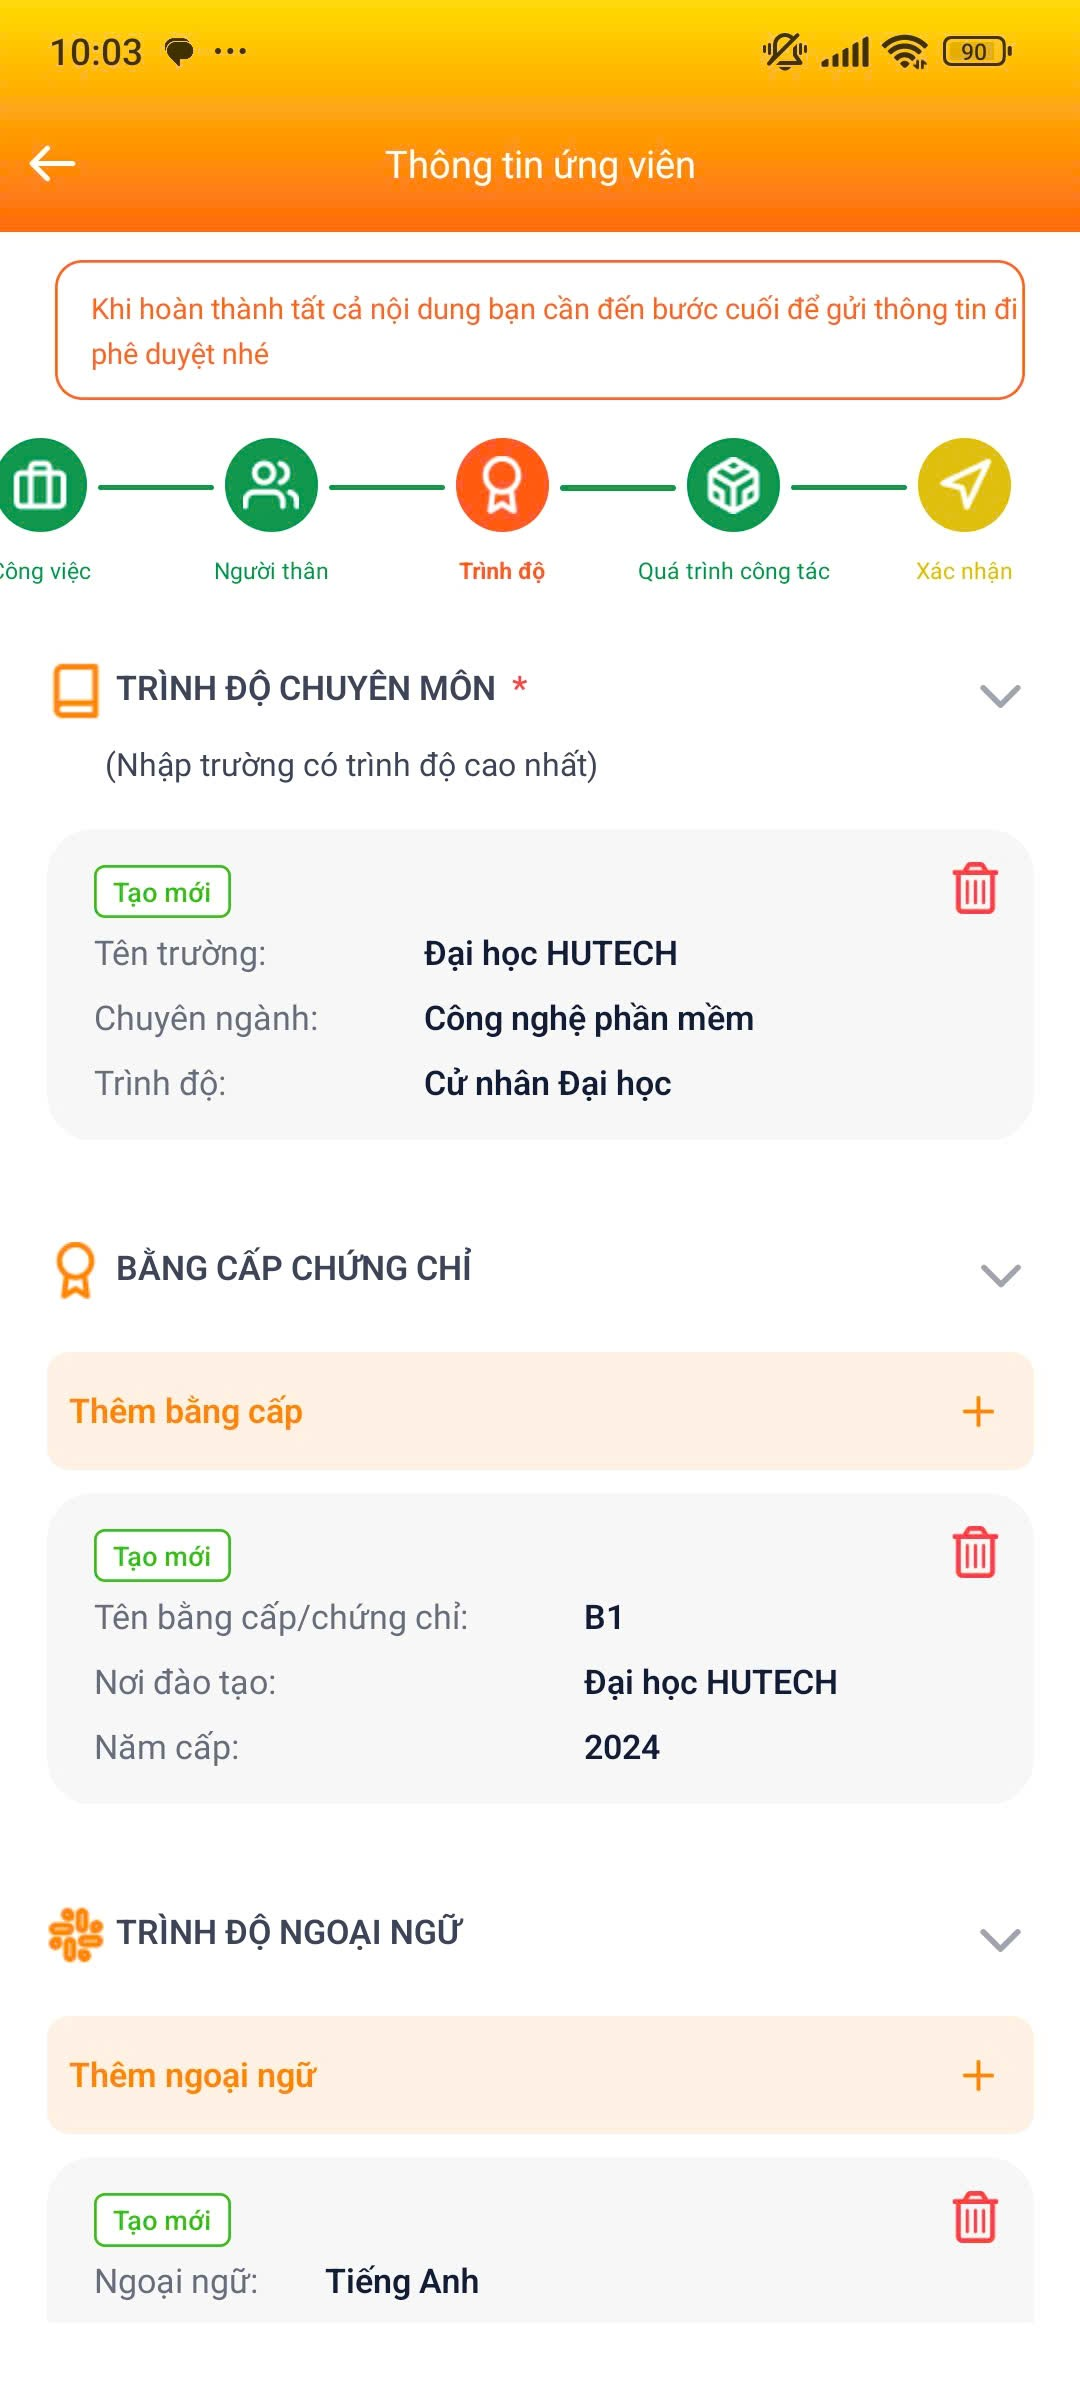 10:03
90
Thông tin ứng viên
Khi hoàn thành tất cả nội dung bạn cần đến bước cuối để gửi thông tin đi
phê duyệt nhé
Công việc
Người thân
Trình độ
Quá trình công tác
Xác nhận
TRÌNH ĐỘ CHUYÊN MÔN *
(Nhập trường có trình độ cao nhất)
Tạo mới
Tên trường: Đại học HUTECH
Chuyên ngành: Công nghệ phần mềm
Trình độ: Cử nhân Đại học
BẰNG CẤP CHỨNG CHỈ
Thêm bằng cấp
Tạo mới
Tên bằng cấp/chứng chỉ: B1
Nơi đào tạo: Đại học HUTECH
Năm cấp: 2024
TRÌNH ĐỘ NGOẠI NGỮ
Thêm ngoại ngữ
Tạo mới
Ngoại ngữ: Tiếng Anh